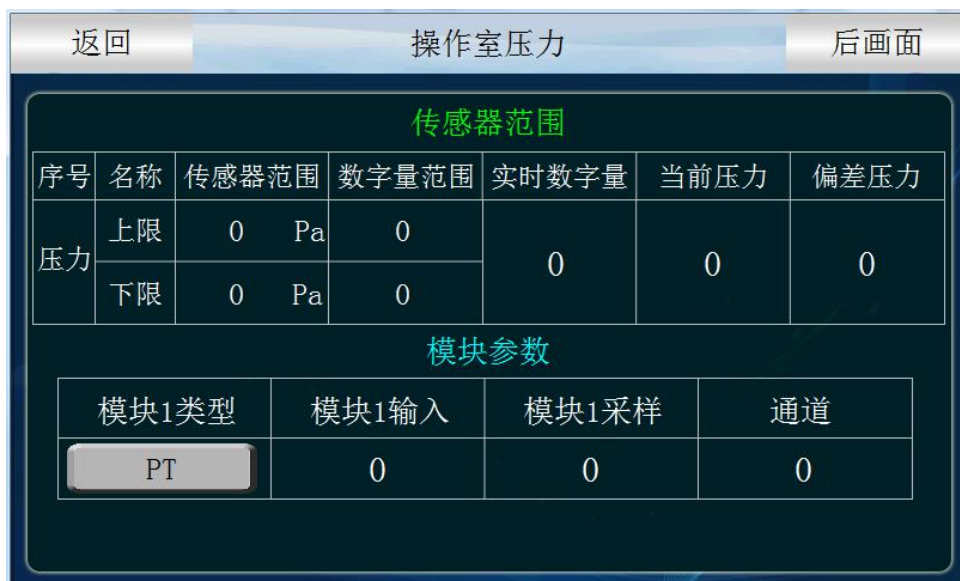 返回 操作室压力 后画面
传感器范围
序号 名称 传感器范围 数字量范围 实时数字量 当前压力 偏差压力
压力 上限 0 Pa 0 0 0 0
下限 0 Pa 0
模块参数
模块1类型 模块1输入 模块1采样 通道
PT 0 0 0